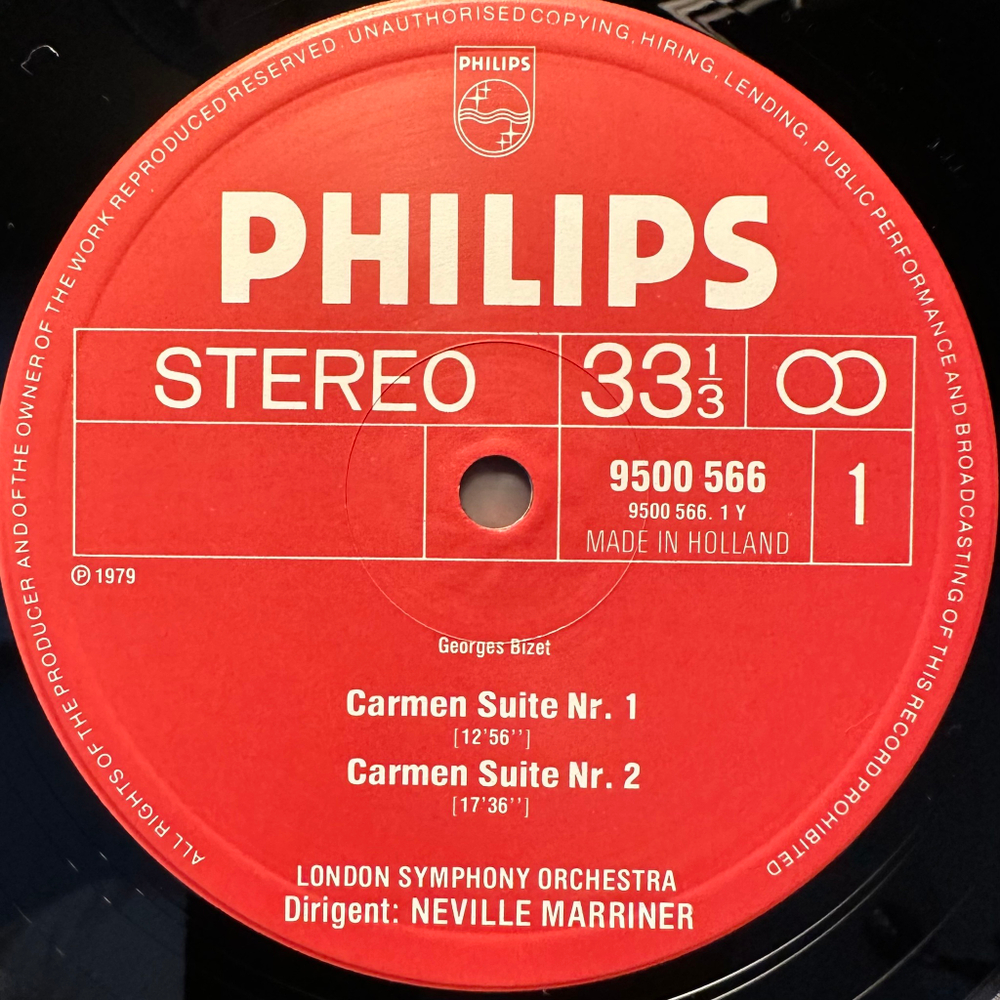 ALL RIGHTS OF THE PRODUCER AND OF THE OWNER OF THE WORK REPRODUCED RESERVED. UNAUTHORISED COPYING, HIRING, LENDING, PUBLIC PERFORMANCE AND BROADCASTING OF THIS RECORD PROHIBITED
PHILIPS
PHILIPS
STEREO 33 1/3
9500 566 1
9500 566. 1 Y
MADE IN HOLLAND
Ⓟ 1979
Georges Bizet
Carmen Suite Nr. 1
[12'56'']
Carmen Suite Nr. 2
[17'36'']
LONDON SYMPHONY ORCHESTRA
Dirigent: NEVILLE MARRINER